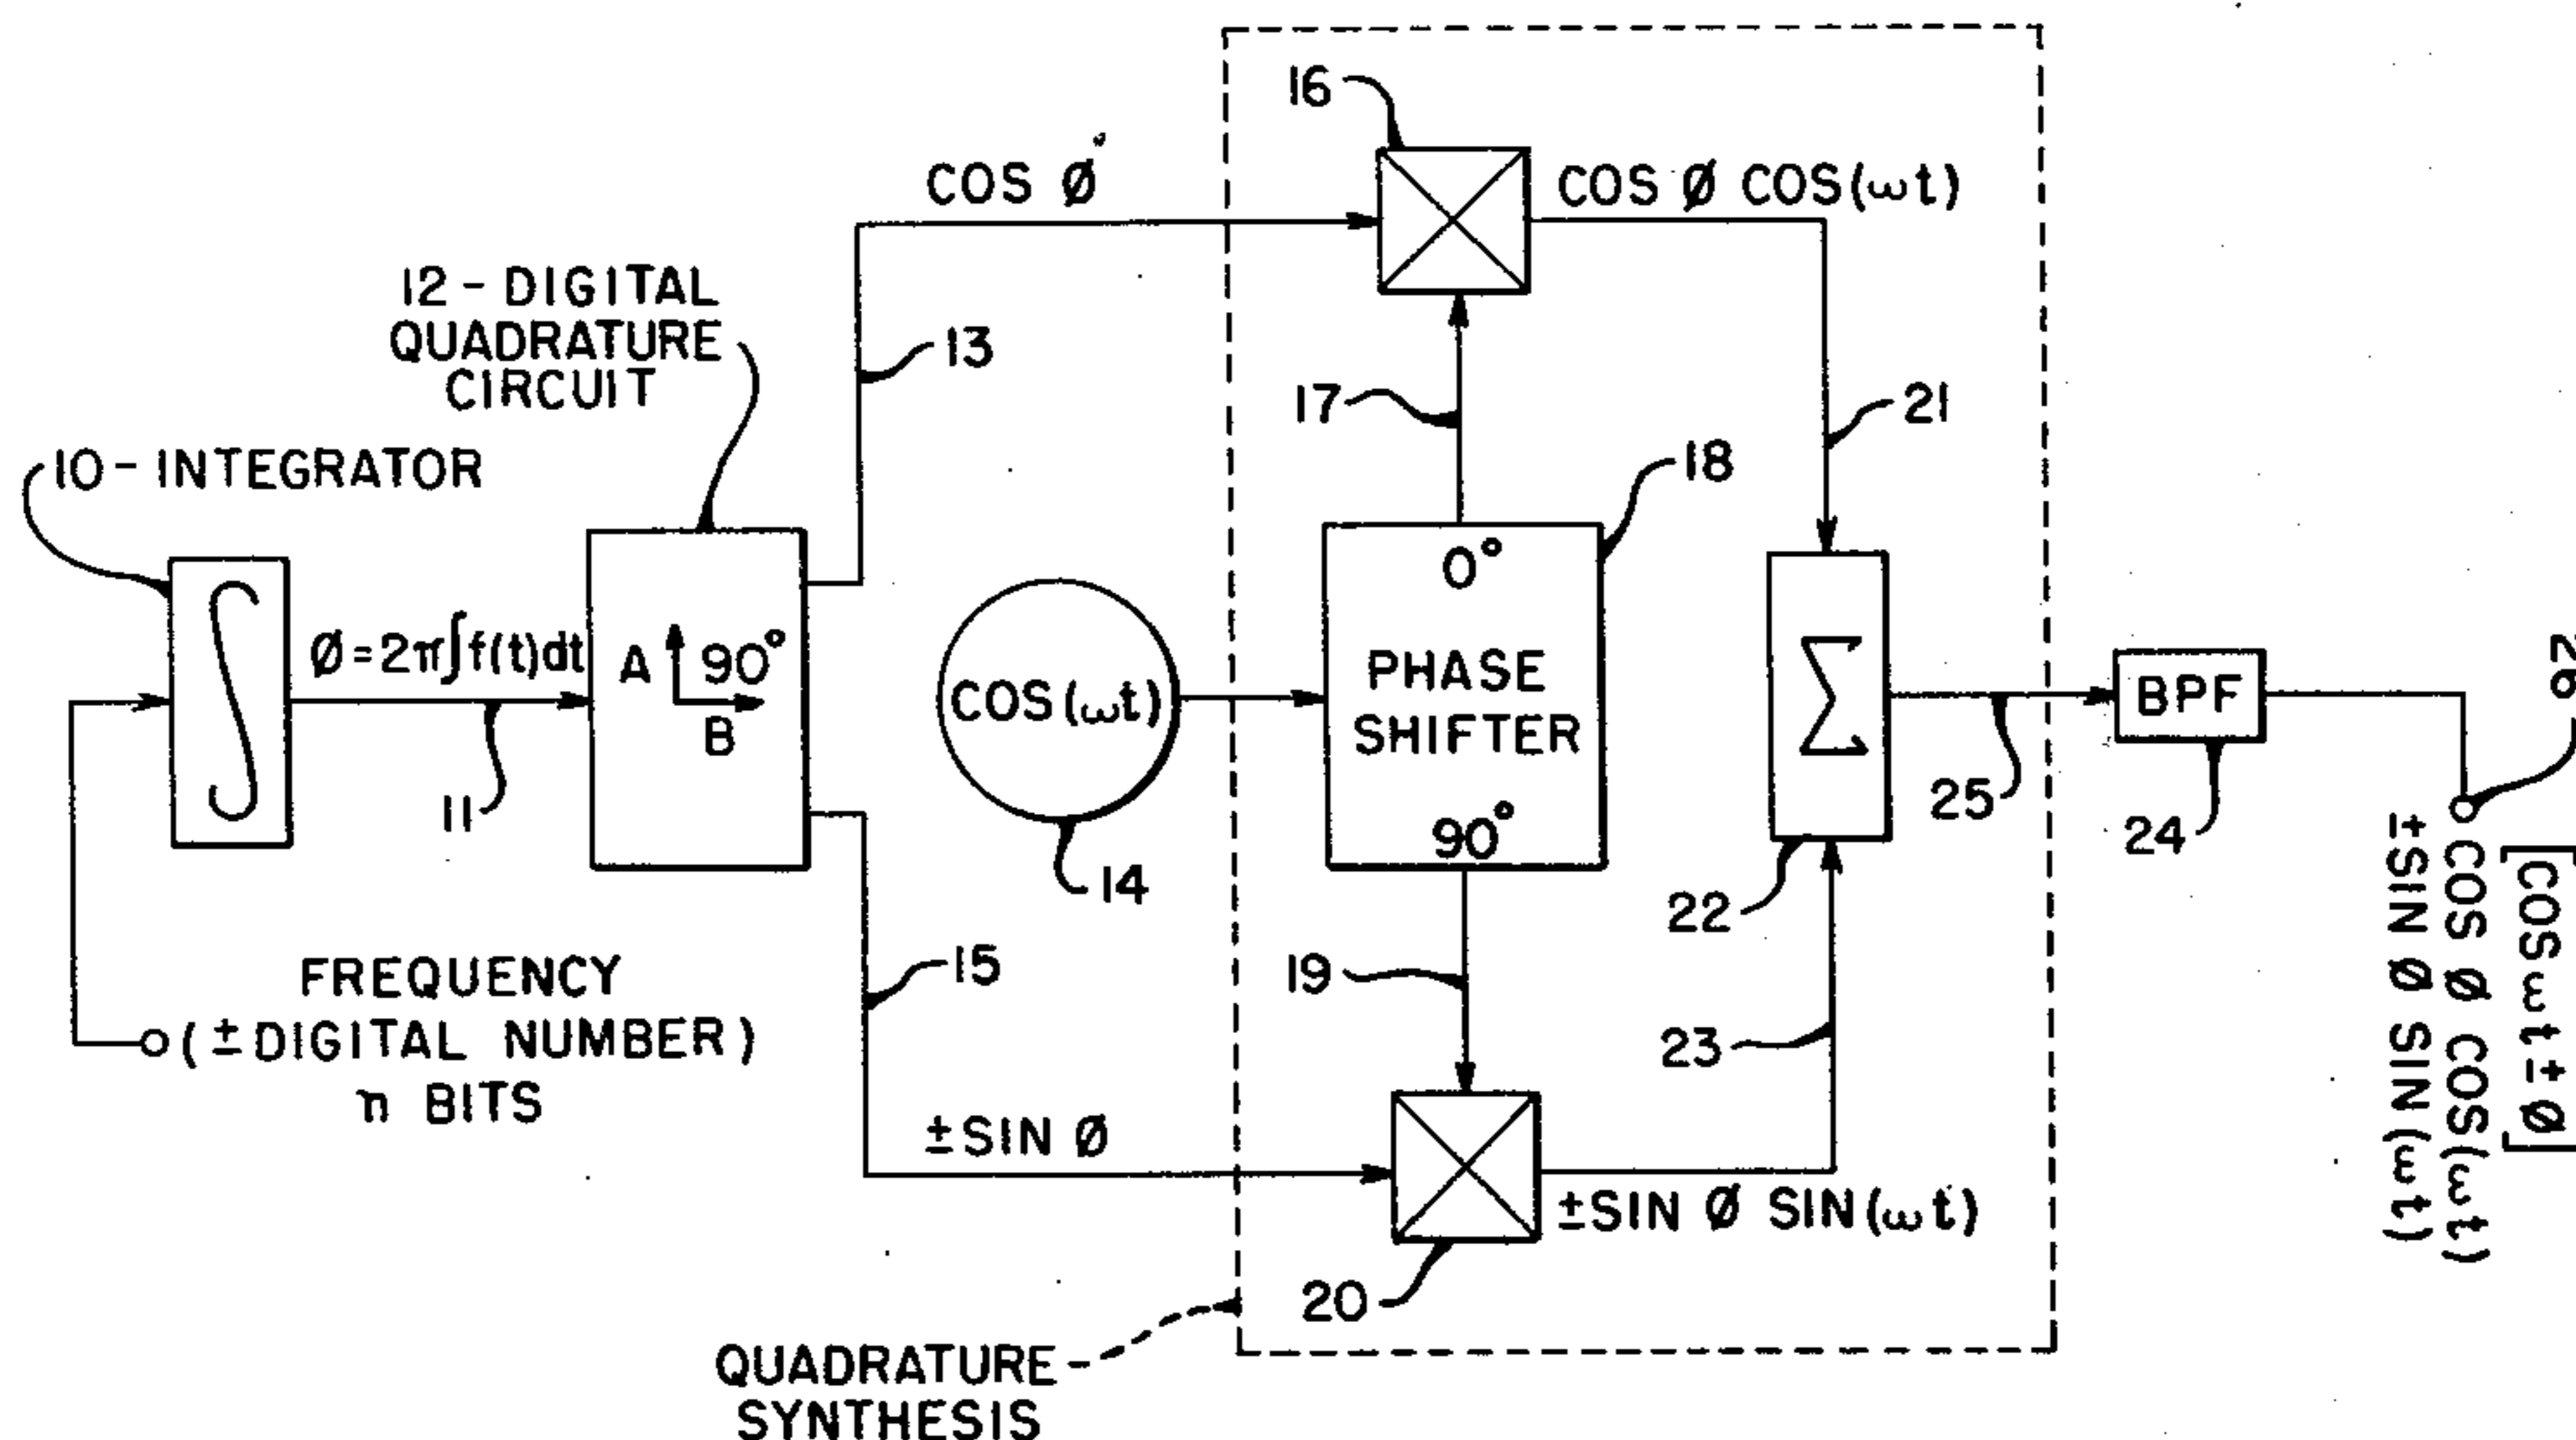 16
COS Ø
COS Ø COS(ωt)
12 - DIGITAL
QUADRATURE
CIRCUIT
13
17
21
10 - INTEGRATOR
18
0°
Ø = 2π∫f(t)dt
A
90°
B
COS(ωt)
PHASE
SHIFTER
Σ
BPF
26
11
25
24
90°
14
22
15
19
FREQUENCY
(±DIGITAL NUMBER)
n BITS
23
±SIN Ø
±SIN Ø SIN(ωt)
20
QUADRATURE
SYNTHESIS
[COSωt±Ø]
COS Ø COS(ωt)
±SIN Ø SIN(ωt)